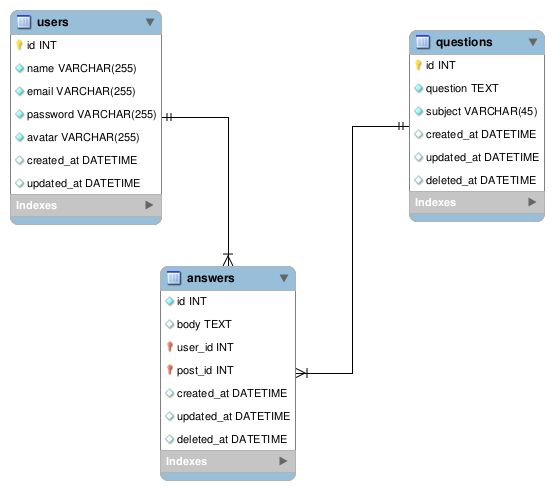 users
id INT
name VARCHAR(255)
email VARCHAR(255)
password VARCHAR(255)
avatar VARCHAR(255)
created_at DATETIME
updated_at DATETIME
Indexes
questions
id INT
question TEXT
subject VARCHAR(45)
created_at DATETIME
updated_at DATETIME
deleted_at DATETIME
Indexes
answers
id INT
body TEXT
user_id INT
post_id INT
created_at DATETIME
updated_at DATETIME
deleted_at DATETIME
Indexes